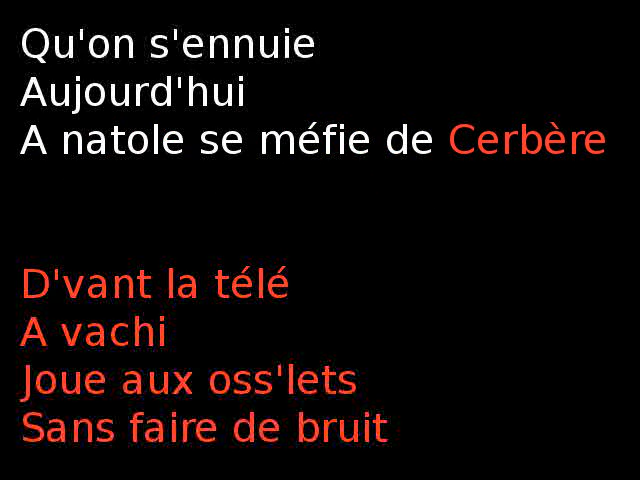 Qu'on s'ennuie
Aujourd'hui
A natole se méfie de Cerbère
D'vant la télé
A vachi
Joue aux oss'lets
Sans faire de bruit